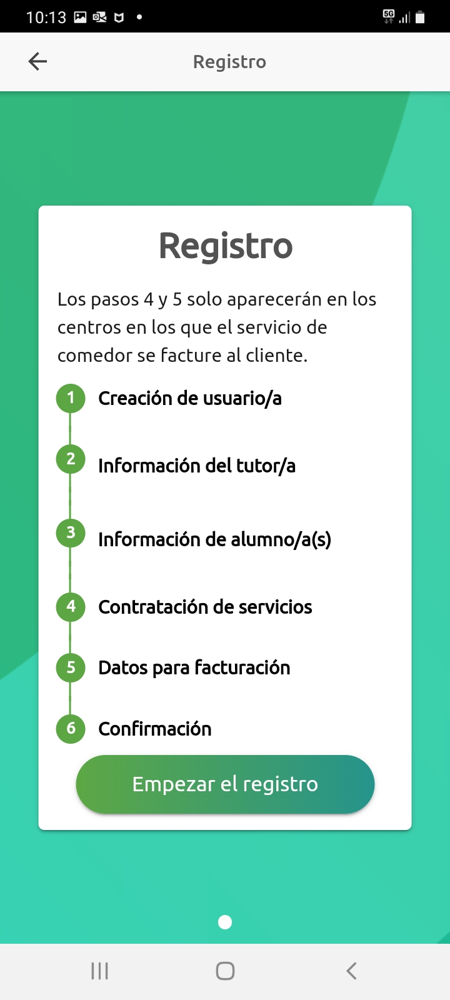 10:13
5G
Registro
Registro
Los pasos 4 y 5 solo aparecerán en los
centros en los que el servicio de
comedor se facture al cliente.
1 Creación de usuario/a
2 Información del tutor/a
3 Información de alumno/a(s)
4 Contratación de servicios
5 Datos para facturación
6 Confirmación
Empezar el registro